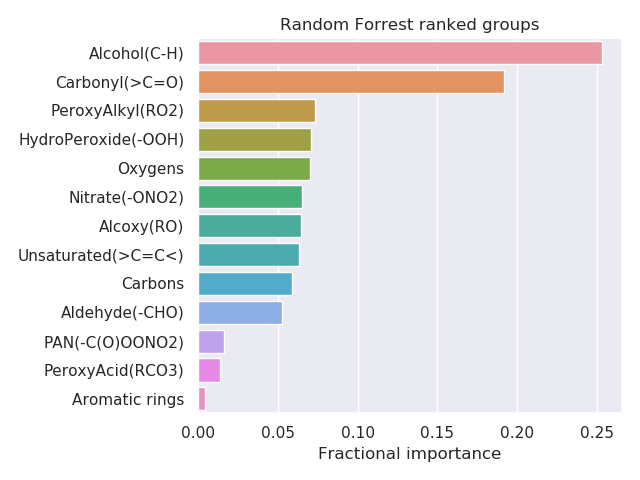 Random Forrest ranked groups
Alcohol(C-H)
Carbonyl(>C=O)
PeroxyAlkyl(RO2)
HydroPeroxide(-OOH)
Oxygens
Nitrate(-ONO2)
Alcoxy(RO)
Unsaturated(>C=C<)
Carbons
Aldehyde(-CHO)
PAN(-C(O)OONO2)
PeroxyAcid(RCO3)
Aromatic rings
0.00 0.05 0.10 0.15 0.20 0.25
Fractional importance